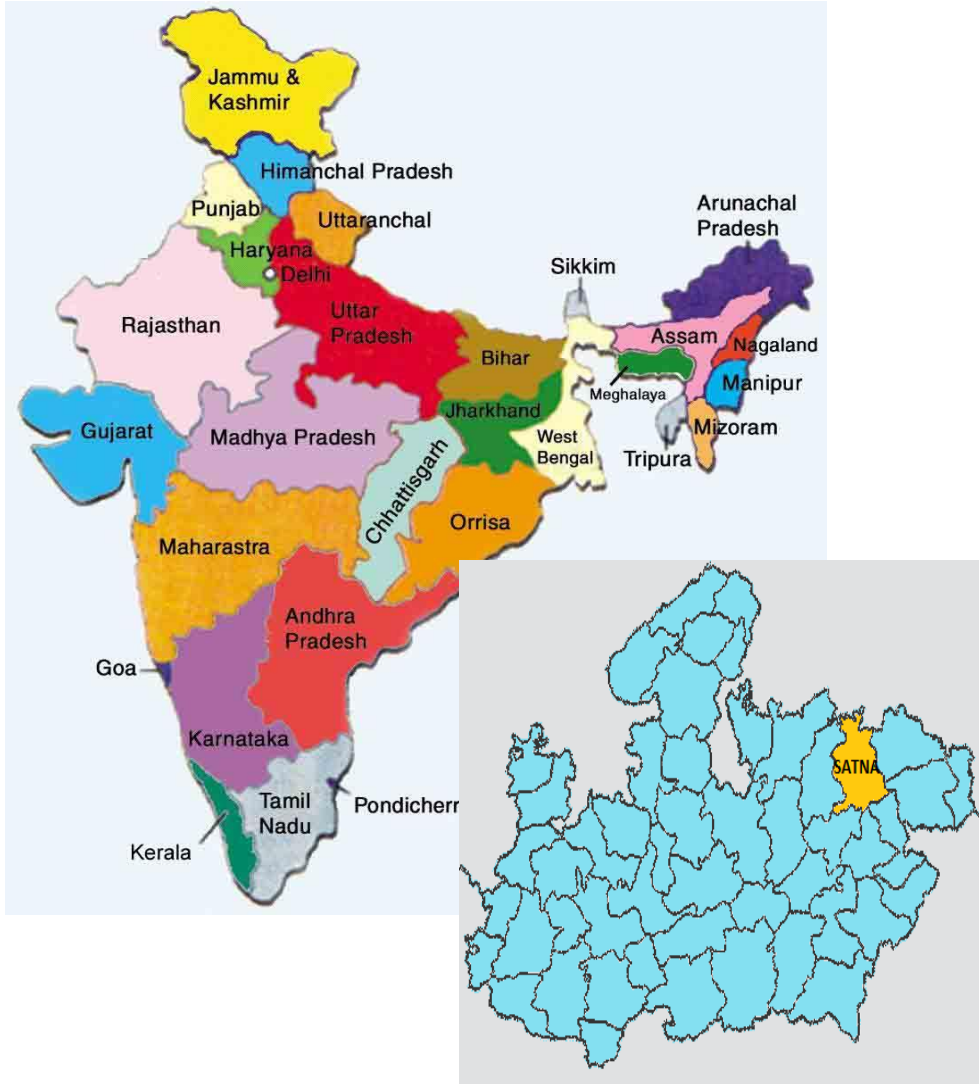 Jammu &
Kashmir
Himanchal Pradesh
Punjab
Uttaranchal
Arunachal
Pradesh
Haryana
Delhi
Sikkim
Rajasthan
Uttar
Pradesh
Assam
Nagaland
Bihar
Meghalaya
Manipur
Jharkhand
Gujarat
Madhya Pradesh
Mizoram
West
Bengal
Tripura
Chhattisgarh
Orrisa
Maharastra
Andhra
Pradesh
Goa
Karnataka
SATNA
Tamil
Nadu
Pondicherr
Kerala